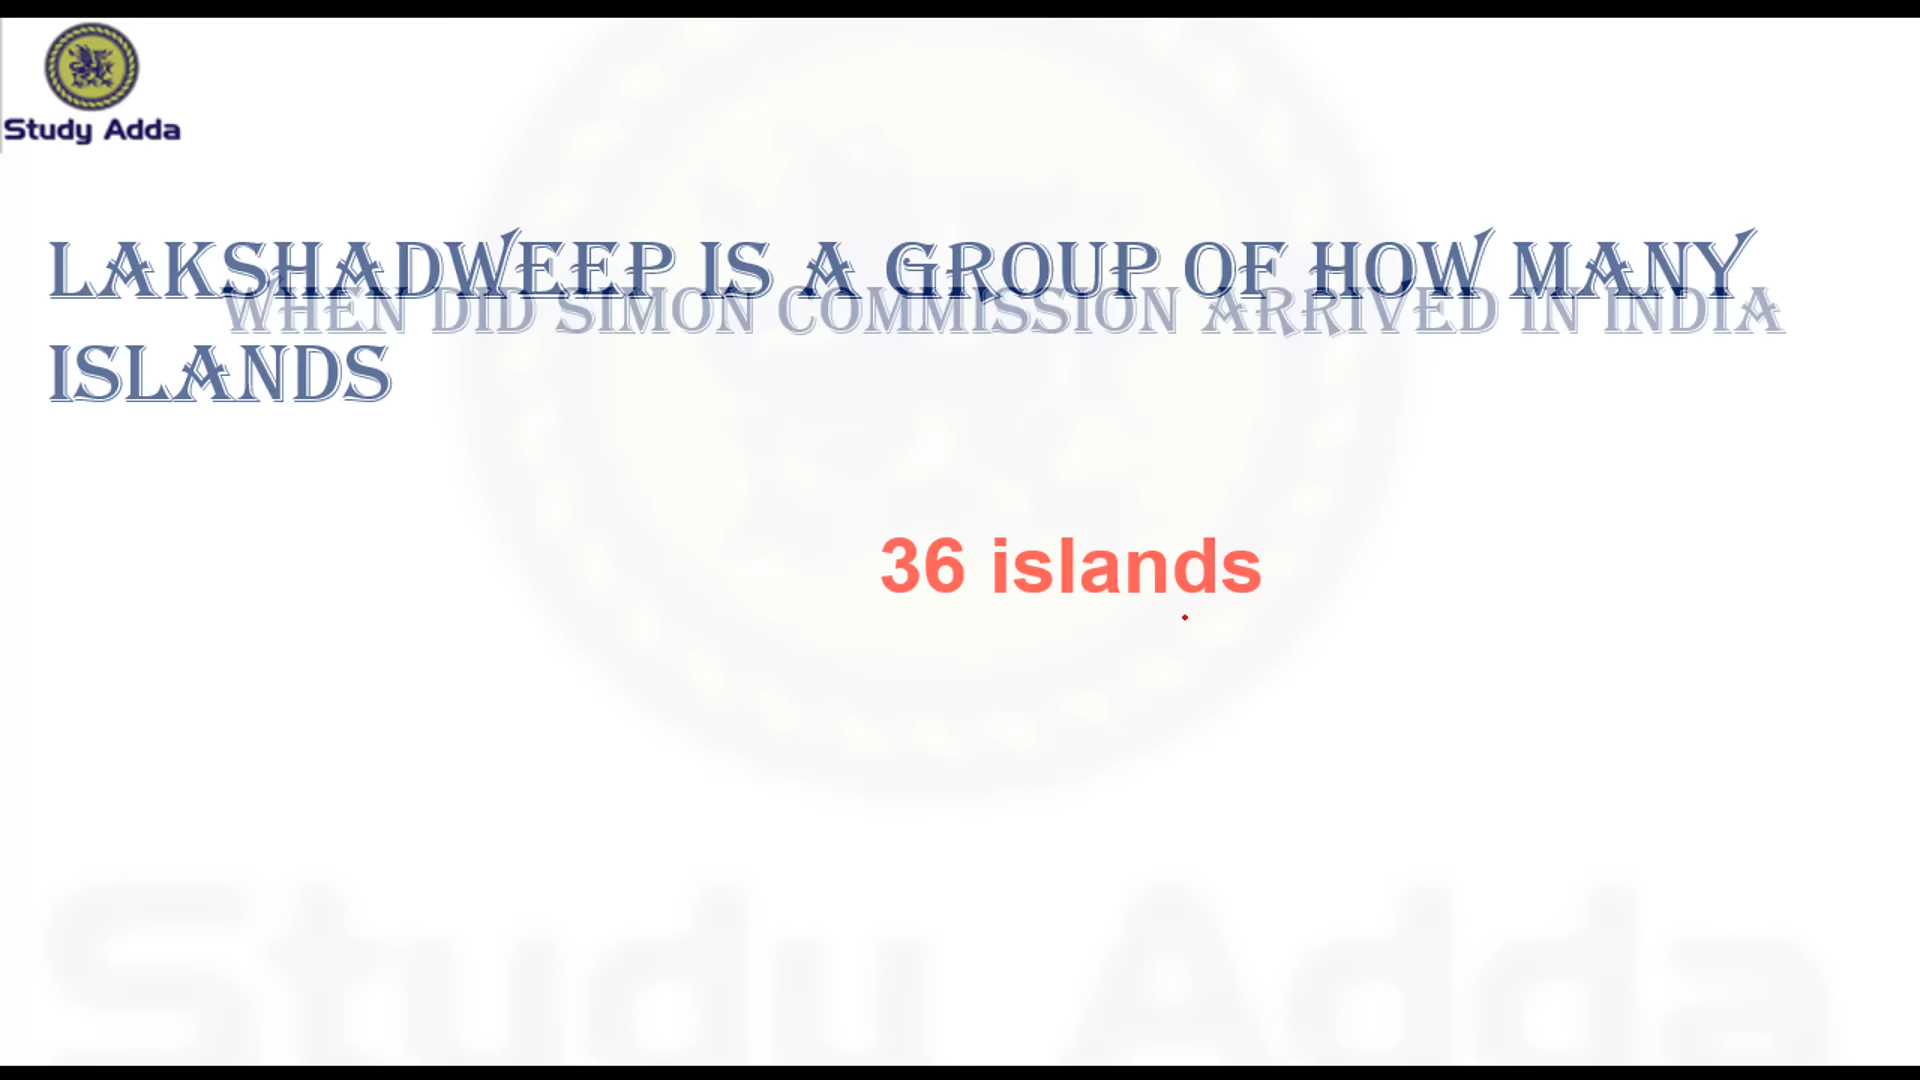 Study Adda
LAKSHADWEEP IS A GROUP OF HOW MANY
WHEN DID SIMON COMMISSION ARRIVED IN INDIA
ISLANDS
36 islands
Study Adda